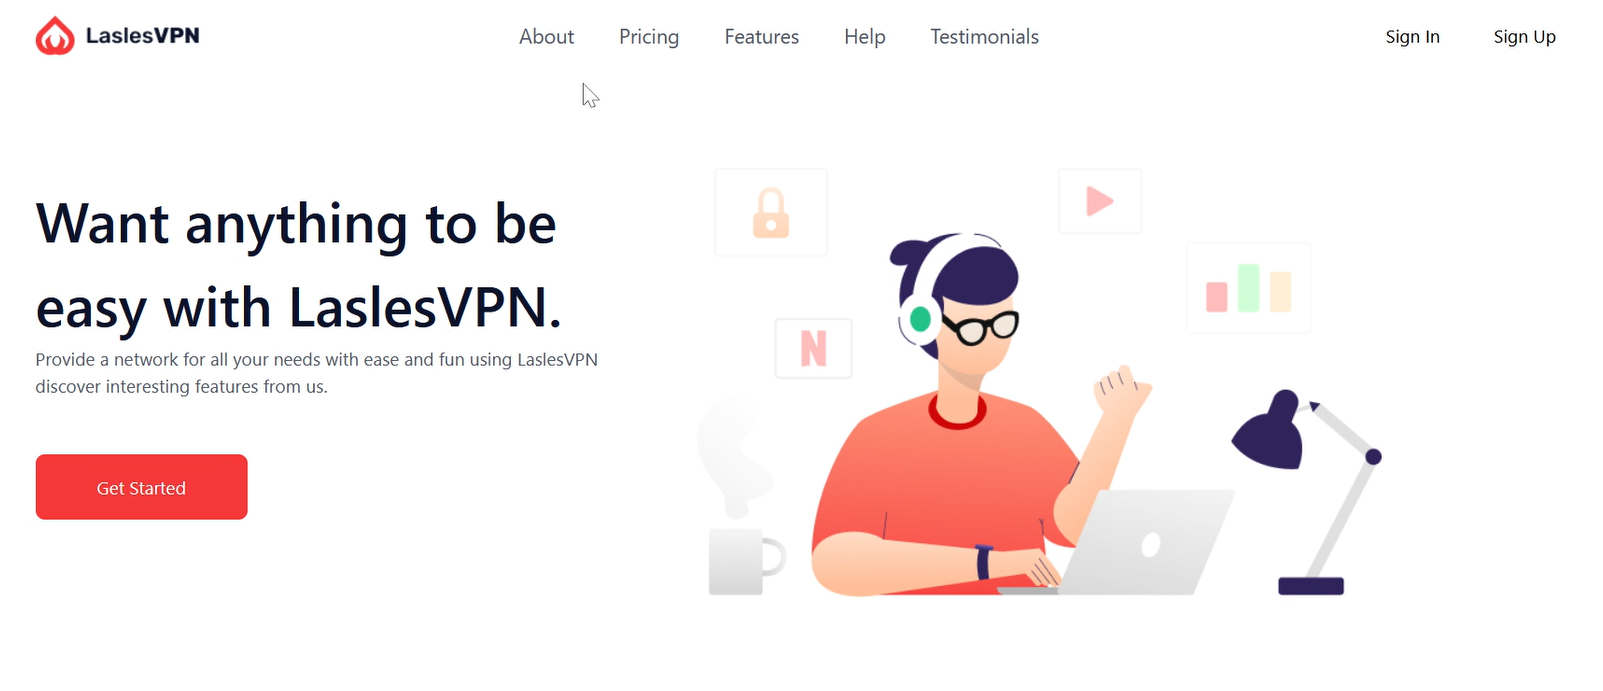 LaslesVPN
About
Pricing
Features
Help
Testimonials
Sign In
Sign Up
Want anything to be
easy with LaslesVPN.
Provide a network for all your needs with ease and fun using LaslesVPN
discover interesting features from us.
Get Started
N